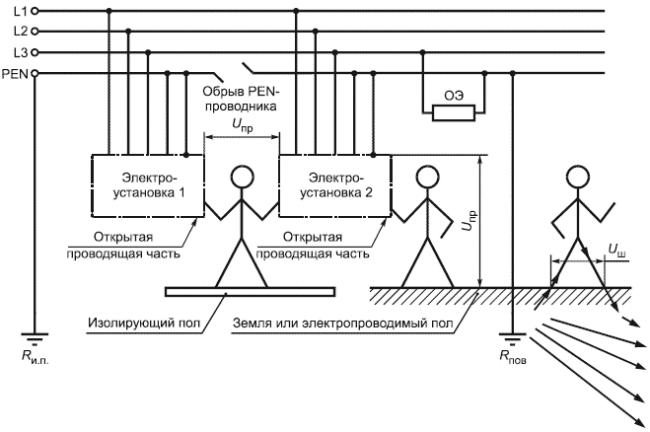 L1
L2
L3
PEN
Обрыв PEN-
проводника
ОЭ
Uпр
Электро-
установка 1
Электро-
установка 2
Uпр
Открытая
проводящая часть
Открытая
проводящая часть
Uш
Изолирующий пол
Земля или электропроводимый пол
Rи.п.
Rпов